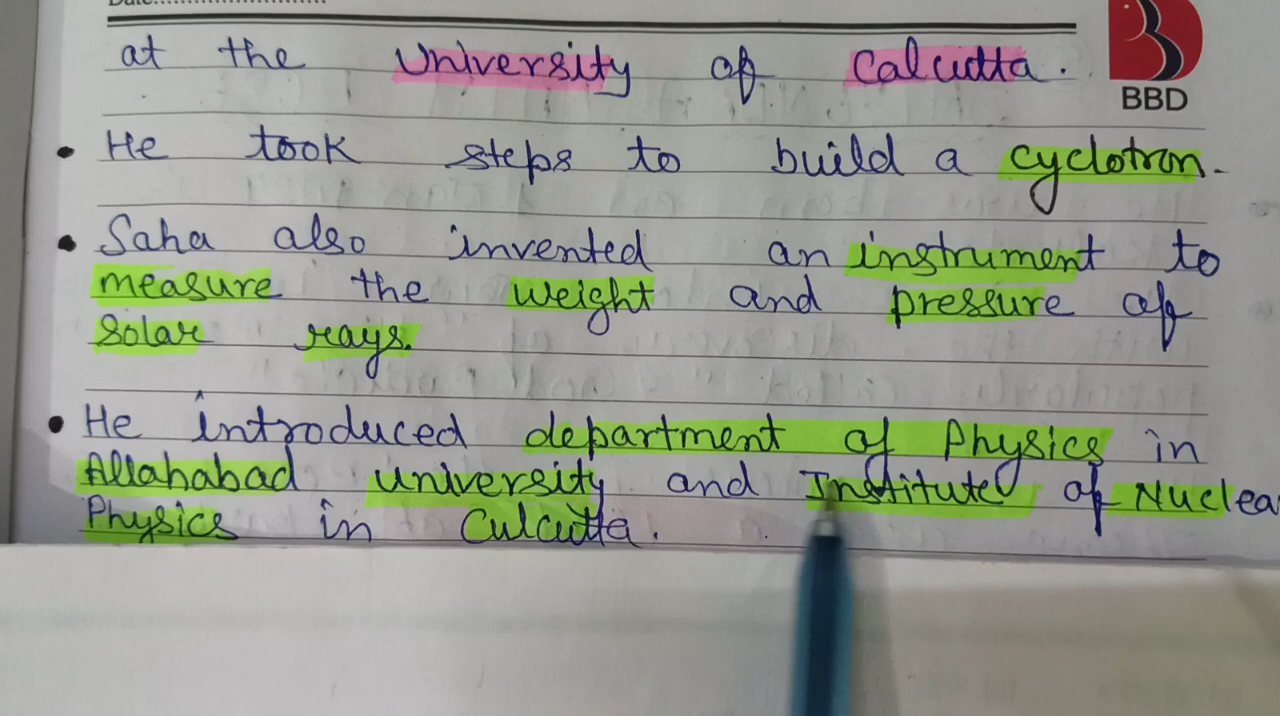 at the University of Calcutta.
BBD
• He took steps to build a cyclotron.
• Saha also invented an instrument to
measure the weight and pressure of
solar rays.
• He introduced department of Physics in
Allahabad University and Institute of Nuclea
Physics in Culcutta.